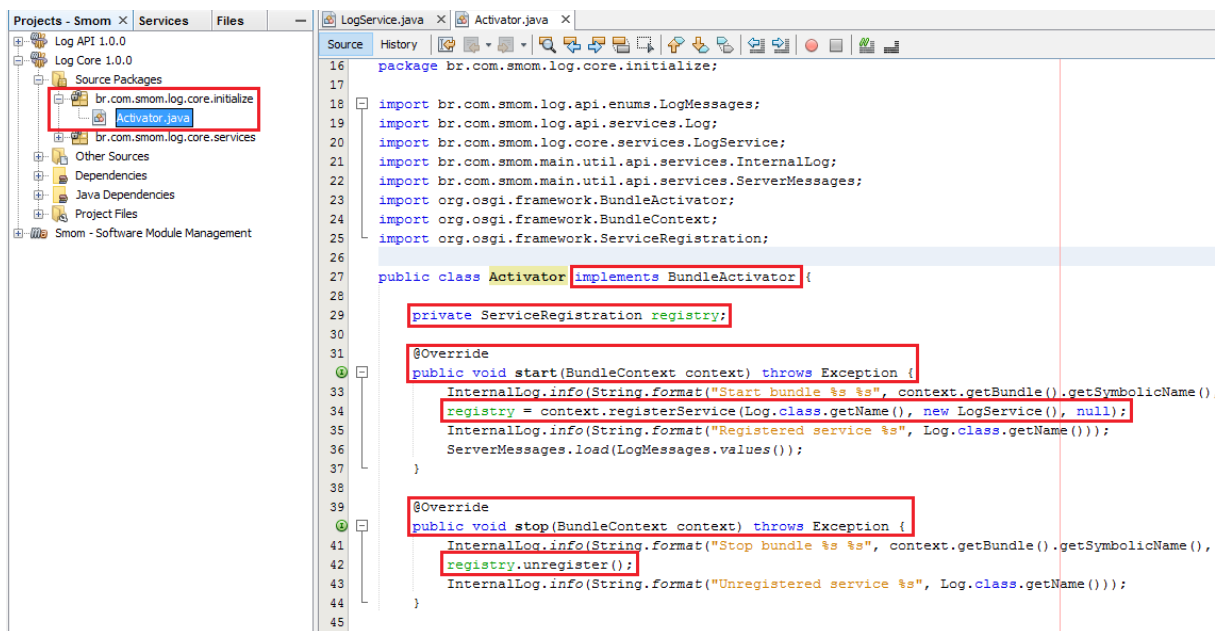 Projects - Smom × Services Files –
Log API 1.0.0
Log Core 1.0.0
Source Packages
br.com.smom.log.core.initialize
Activator.java
br.com.smom.log.core.services
Other Sources
Dependencies
Java Dependencies
Project Files
Smom - Software Module Management
LogService.java × Activator.java ×
Source History
16 package br.com.smom.log.core.initialize;
17
18 import br.com.smom.log.api.enums.LogMessages;
19 import br.com.smom.log.api.services.Log;
20 import br.com.smom.log.core.services.LogService;
21 import br.com.smom.main.util.api.services.InternalLog;
22 import br.com.smom.main.util.api.services.ServerMessages;
23 import org.osgi.framework.BundleActivator;
24 import org.osgi.framework.BundleContext;
25 import org.osgi.framework.ServiceRegistration;
26
27 public class Activator implements BundleActivator {
28
29 private ServiceRegistration registry;
30
31 @Override
public void start(BundleContext context) throws Exception {
33 InternalLog.info(String.format("Start bundle %s %s", context.getBundle().getSymbolicName()
34 registry = context.registerService(Log.class.getName(), new LogService(), null);
35 InternalLog.info(String.format("Registered service %s", Log.class.getName()));
36 ServerMessages.load(LogMessages.values());
37 }
38
39 @Override
public void stop(BundleContext context) throws Exception {
41 InternalLog.info(String.format("Stop bundle %s %s", context.getBundle().getSymbolicName(),
42 registry.unregister();
43 InternalLog.info(String.format("Unregistered service %s", Log.class.getName()));
44 }
45